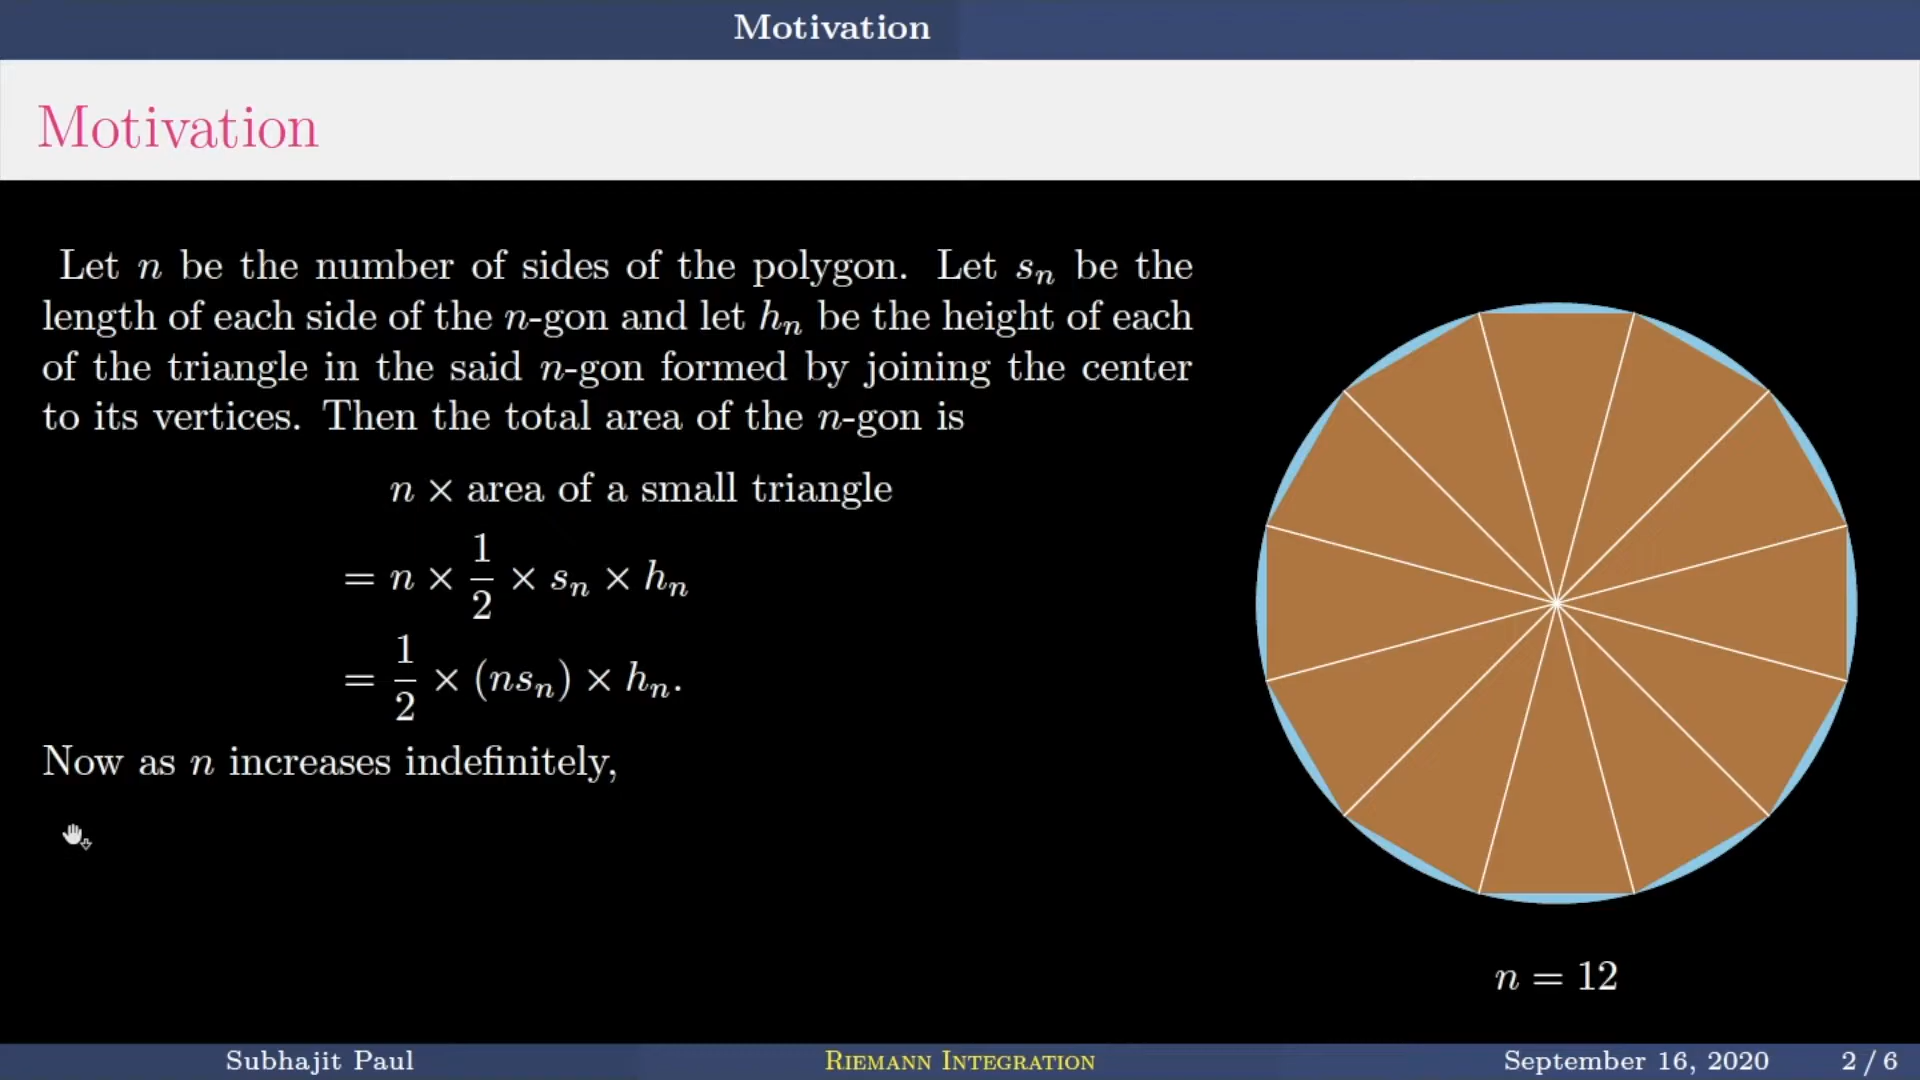 Motivation
Motivation
Let n be the number of sides of the polygon. Let sₙ be the
length of each side of the n-gon and let hₙ be the height of each
of the triangle in the said n-gon formed by joining the center
to its vertices. Then the total area of the n-gon is
n × area of a small triangle
= n × 1/2 × sₙ × hₙ
= 1/2 × (nsₙ) × hₙ.
Now as n increases indefinitely,
n = 12
Subhajit Paul RIEMANN INTEGRATION September 16, 2020 2 / 6